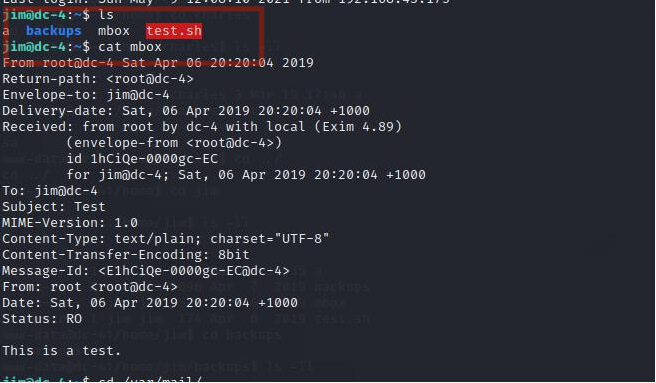 Last login: Sun May  9 12:08:10 2021 from 192.168.43.175
jim@dc-4:~$ ls
a  backups  mbox  test.sh
jim@dc-4:~$ cat mbox
From root@dc-4 Sat Apr 06 20:20:04 2019
Return-path: <root@dc-4>
Envelope-to: jim@dc-4
Delivery-date: Sat, 06 Apr 2019 20:20:04 +1000
Received: from root by dc-4 with local (Exim 4.89)
(envelope-from <root@dc-4>)
id 1hCiQe-0000gc-EC
for jim@dc-4; Sat, 06 Apr 2019 20:20:04 +1000
To: jim@dc-4
Subject: Test
MIME-Version: 1.0
Content-Type: text/plain; charset="UTF-8"
Content-Transfer-Encoding: 8bit
Message-Id: <E1hCiQe-0000gc-EC@dc-4>
From: root <root@dc-4>
Date: Sat, 06 Apr 2019 20:20:04 +1000
Status: RO
This is a test.
jim@dc-4:~$ cd /var/mail/